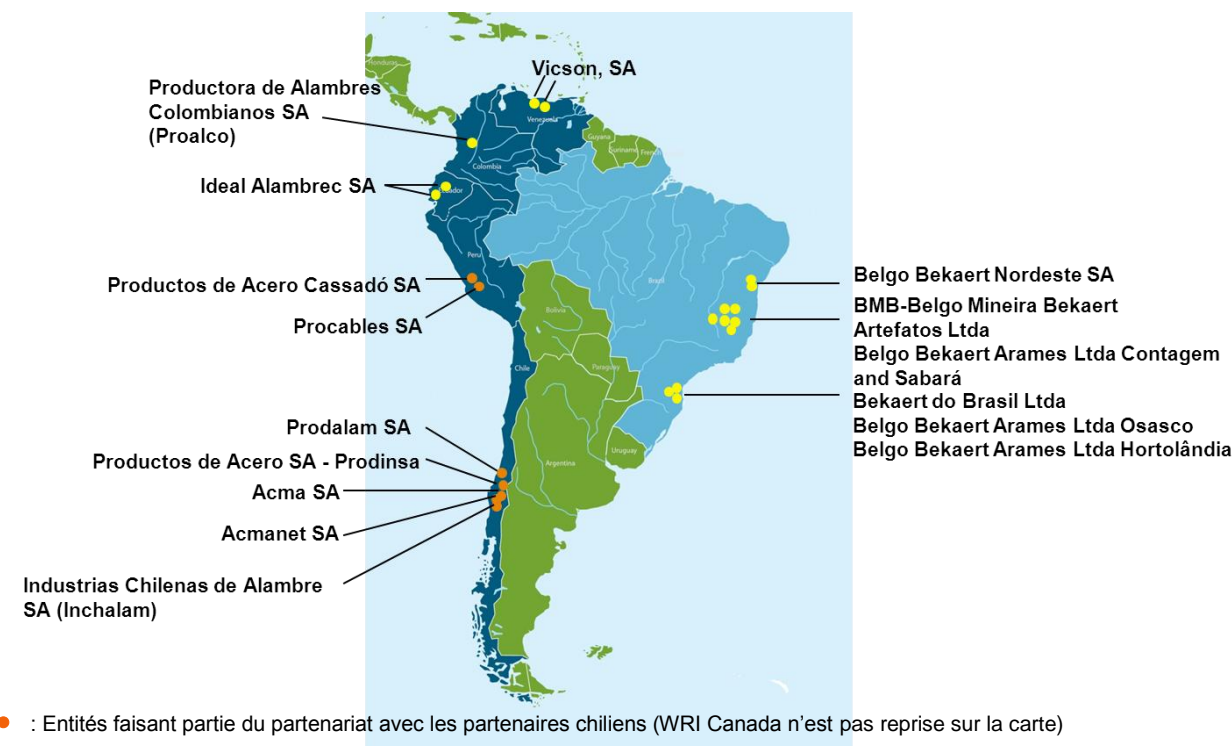 Honduras
Vicson, SA
Productora de Alambres
Colombianos SA
(Proalco)
Venezuela
Guyana
Suriname
French
Colombia
Ideal Alambrec SA
Peru
Brazil
Productos de Acero Cassadó SA
Procables SA
Belgo Bekaert Nordeste SA
BMB-Belgo Mineira Bekaert
Artefatos Ltda
Belgo Bekaert Arames Ltda Contagem
and Sabará
Bekaert do Brasil Ltda
Belgo Bekaert Arames Ltda Osasco
Belgo Bekaert Arames Ltda Hortolândia
Bolivia
Chile
Paraguay
Prodalam SA
Productos de Acero SA - Prodinsa
Acma SA
Acmanet SA
Industrias Chilenas de Alambre
SA (Inchalam)
Uruguay
Argentina
: Entités faisant partie du partenariat avec les partenaires chiliens (WRI Canada n’est pas reprise sur la carte)